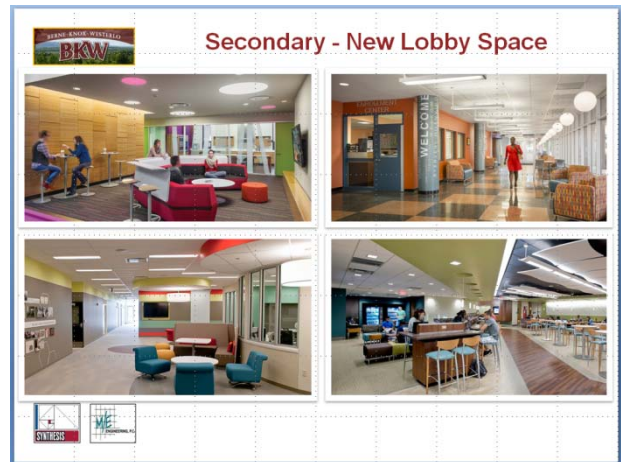 BERNE-KNOX-WESTERLO
BKW
Secondary - New Lobby Space
WELCOME
SYNTHESIS
M/E
ENGINEERING, P.C.